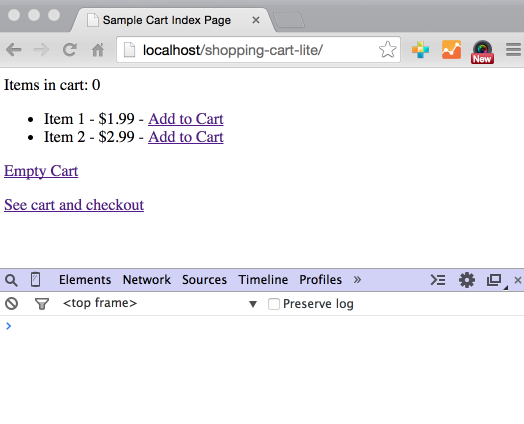 Sample Cart Index Page
localhost/shopping-cart-lite/
New
Items in cart: 0
• Item 1 - $1.99 - Add to Cart
• Item 2 - $2.99 - Add to Cart
Empty Cart
See cart and checkout
Elements Network Sources Timeline Profiles »
<top frame> ▼ Preserve log
>